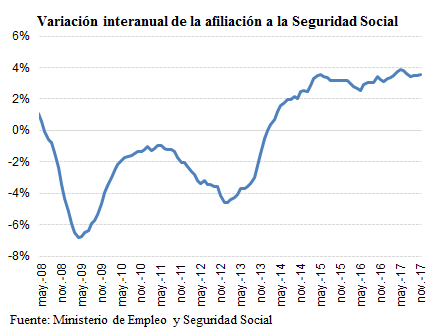 Variación interanual de la afiliación a la Seguridad Social
6%
4%
2%
0%
-2%
-4%
-6%
-8%
may.-08
nov.-08
may.-09
nov.-09
may.-10
nov.-10
may.-11
nov.-11
may.-12
nov.-12
may.-13
nov.-13
may.-14
nov.-14
may.-15
nov.-15
may.-16
nov.-16
may.-17
nov.-17
Fuente: Ministerio de Empleo y Seguridad Social